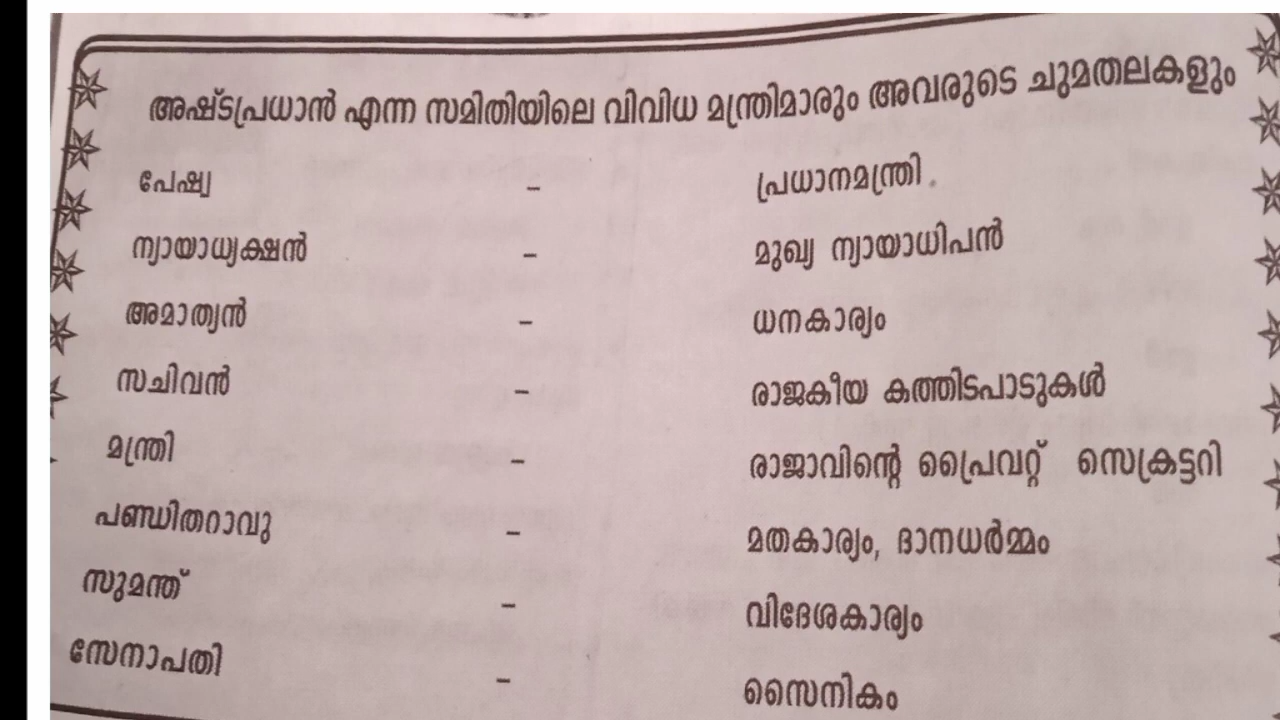 അഷ്ടപ്രധാൻ എന്ന സമിതിയിലെ വിവിധ മന്ത്രിമാരും അവരുടെ ചുമതലകളും
പേഷ്വ – പ്രധാനമന്ത്രി.
ന്യായാധ്യക്ഷൻ – മുഖ്യ ന്യായാധിപൻ
അമാത്യൻ – ധനകാര്യം
സചിവൻ – രാജകീയ കത്തിടപാടുകൾ
മന്ത്രി – രാജാവിന്റെ പ്രൈവറ്റ് സെക്രട്ടറി
പണ്ഡിതറാവു – മതകാര്യം, ദാനധർമ്മം
സുമന്ത് – വിദേശകാര്യം
സേനാപതി – സൈനികം